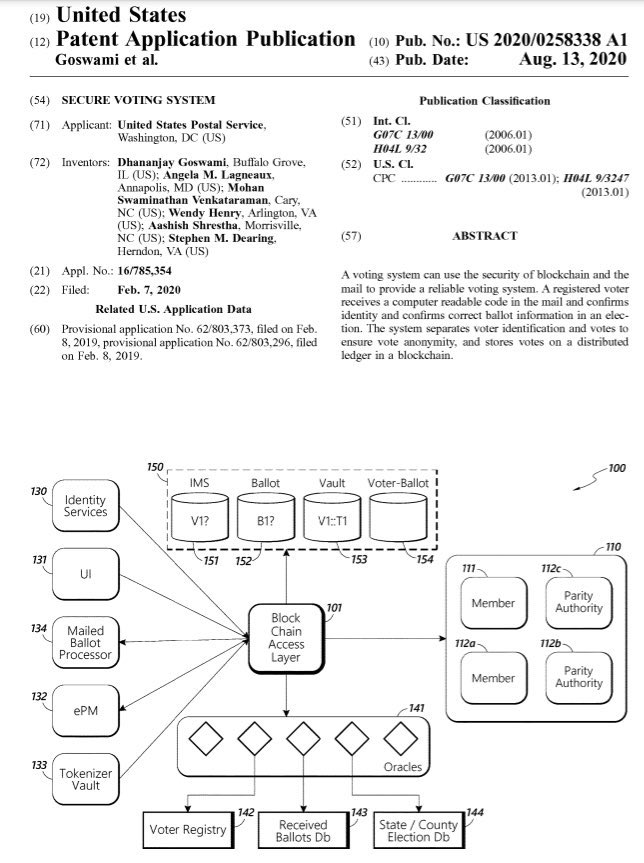 (19) United States
(12) Patent Application Publication
Goswami et al.
(10) Pub. No.: US 2020/0258338 A1
(43) Pub. Date: Aug. 13, 2020
(54) SECURE VOTING SYSTEM
(71) Applicant: United States Postal Service,
Washington, DC (US)
(72) Inventors: Dhananjay Goswami, Buffalo Grove,
IL (US); Angela M. Lagneaux,
Annapolis, MD (US); Mohan
Swaminathan Venkataraman, Cary,
NC (US); Wendy Henry, Arlington, VA
(US); Aashish Shrestha, Morrisville,
NC (US); Stephen M. Dearing,
Herndon, VA (US)
(21) Appl. No.: 16/785,354
(22) Filed: Feb. 7, 2020
Related U.S. Application Data
(60) Provisional application No. 62/803,373, filed on Feb.
8, 2019, provisional application No. 62/803,296, filed
on Feb. 8, 2019.
Publication Classification
(51) Int. Cl.
G07C 13/00 (2006.01)
H04L 9/32 (2006.01)
(52) U.S. Cl.
CPC ............ G07C 13/00 (2013.01); H04L 9/3247
(2013.01)
(57) ABSTRACT
A voting system can use the security of blockchain and the
mail to provide a reliable voting system. A registered voter
receives a computer readable code in the mail and confirms
identity and confirms correct ballot information in an elec-
tion. The system separates voter identification and votes to
ensure vote anonymity, and stores votes on a distributed
ledger in a blockchain.
150
IMS Ballot Vault Voter-Ballot
V1? B1? V1::T1
151 152 153 154
100
130
Identity
Services
131
UI
134
Mailed
Ballot
Processor
132
ePM
133
Tokenizer
Vault
101
Block
Chain
Access
Layer
110
111
Member
112c
Parity
Authority
112a
Member
112b
Parity
Authority
141
Oracles
142
Voter Registry
143
Received
Ballots Db
144
State / County
Election Db